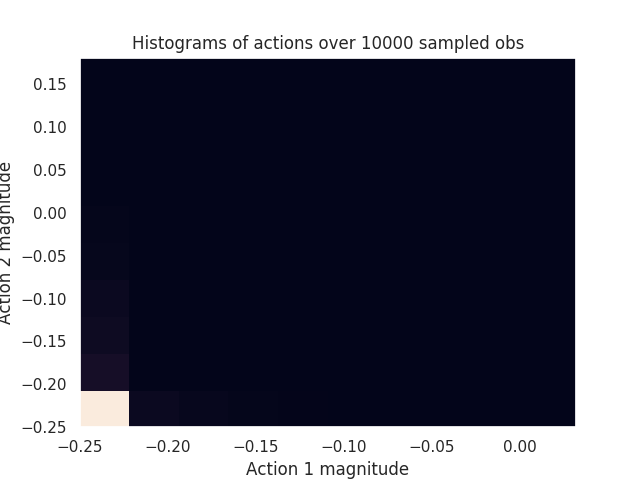 Histograms of actions over 10000 sampled obs
0.15
0.10
0.05
0.00
−0.05
−0.10
−0.15
−0.20
−0.25
Action 2 magnitude
−0.25 −0.20 −0.15 −0.10 −0.05 0.00
Action 1 magnitude